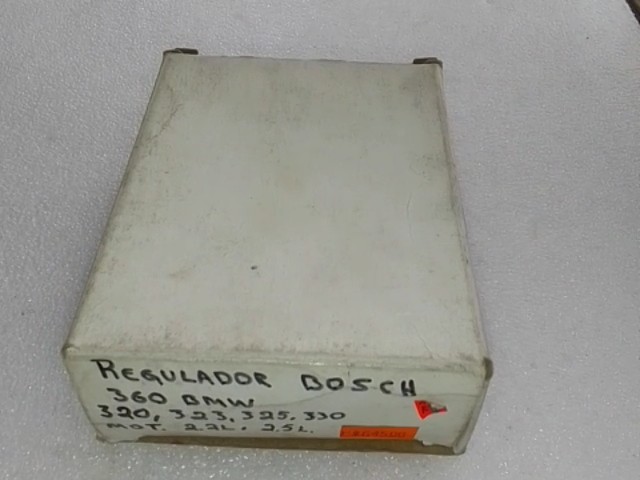 REGULADOR BOSCH
360 BMW
320, 323, 325, 330
MOT. 2.2L. 2.5L.